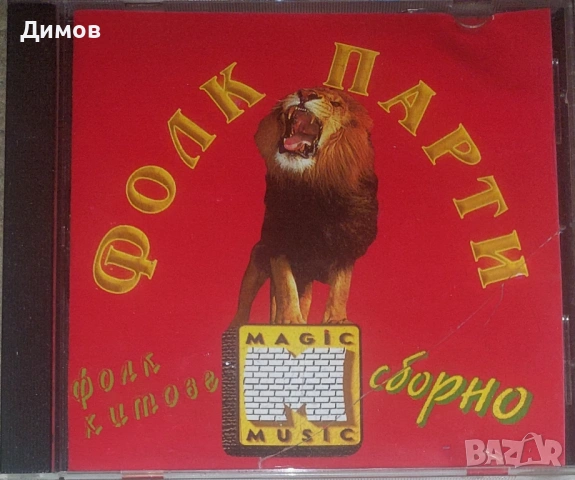 Димов
ФОЛК ПАРТИ
MAGIC
MUSIC
фолк
хитове
сборно
BAZAR